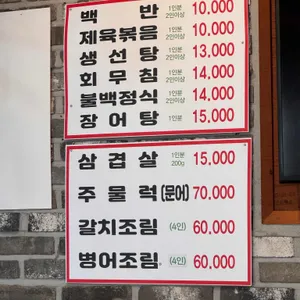 백 반 1인분 2인이상 10,000
제육볶음 1인분 2인이상 10,000
생선탕 1인분 2인이상 13,000
회무침 1인분 2인이상 14,000
불백정식 1인분 2인이상 14,000
장어탕 1인분 15,000
삼겹살 1인분 200g 15,000
주물럭(문어) 70,000
갈치조림 (4인) 60,000
병어조림 (4인) 60,000